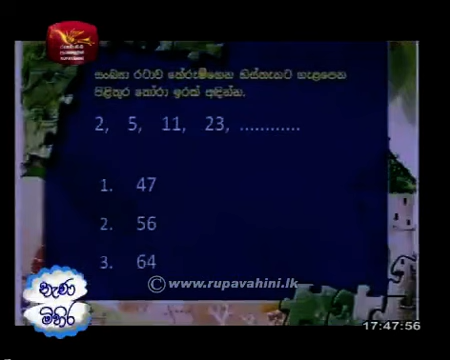 සංඛ්‍යා රටාව තේරුම්ගෙන හිස්තැනට ගැළපෙන
පිළිතුර තෝරා ඉරක් අඳින්න.
2, 5, 11, 23, ............
1. 47
2. 56
3. 64
© www.rupavahini.lk
නැණ
මිහිර
17:47:56